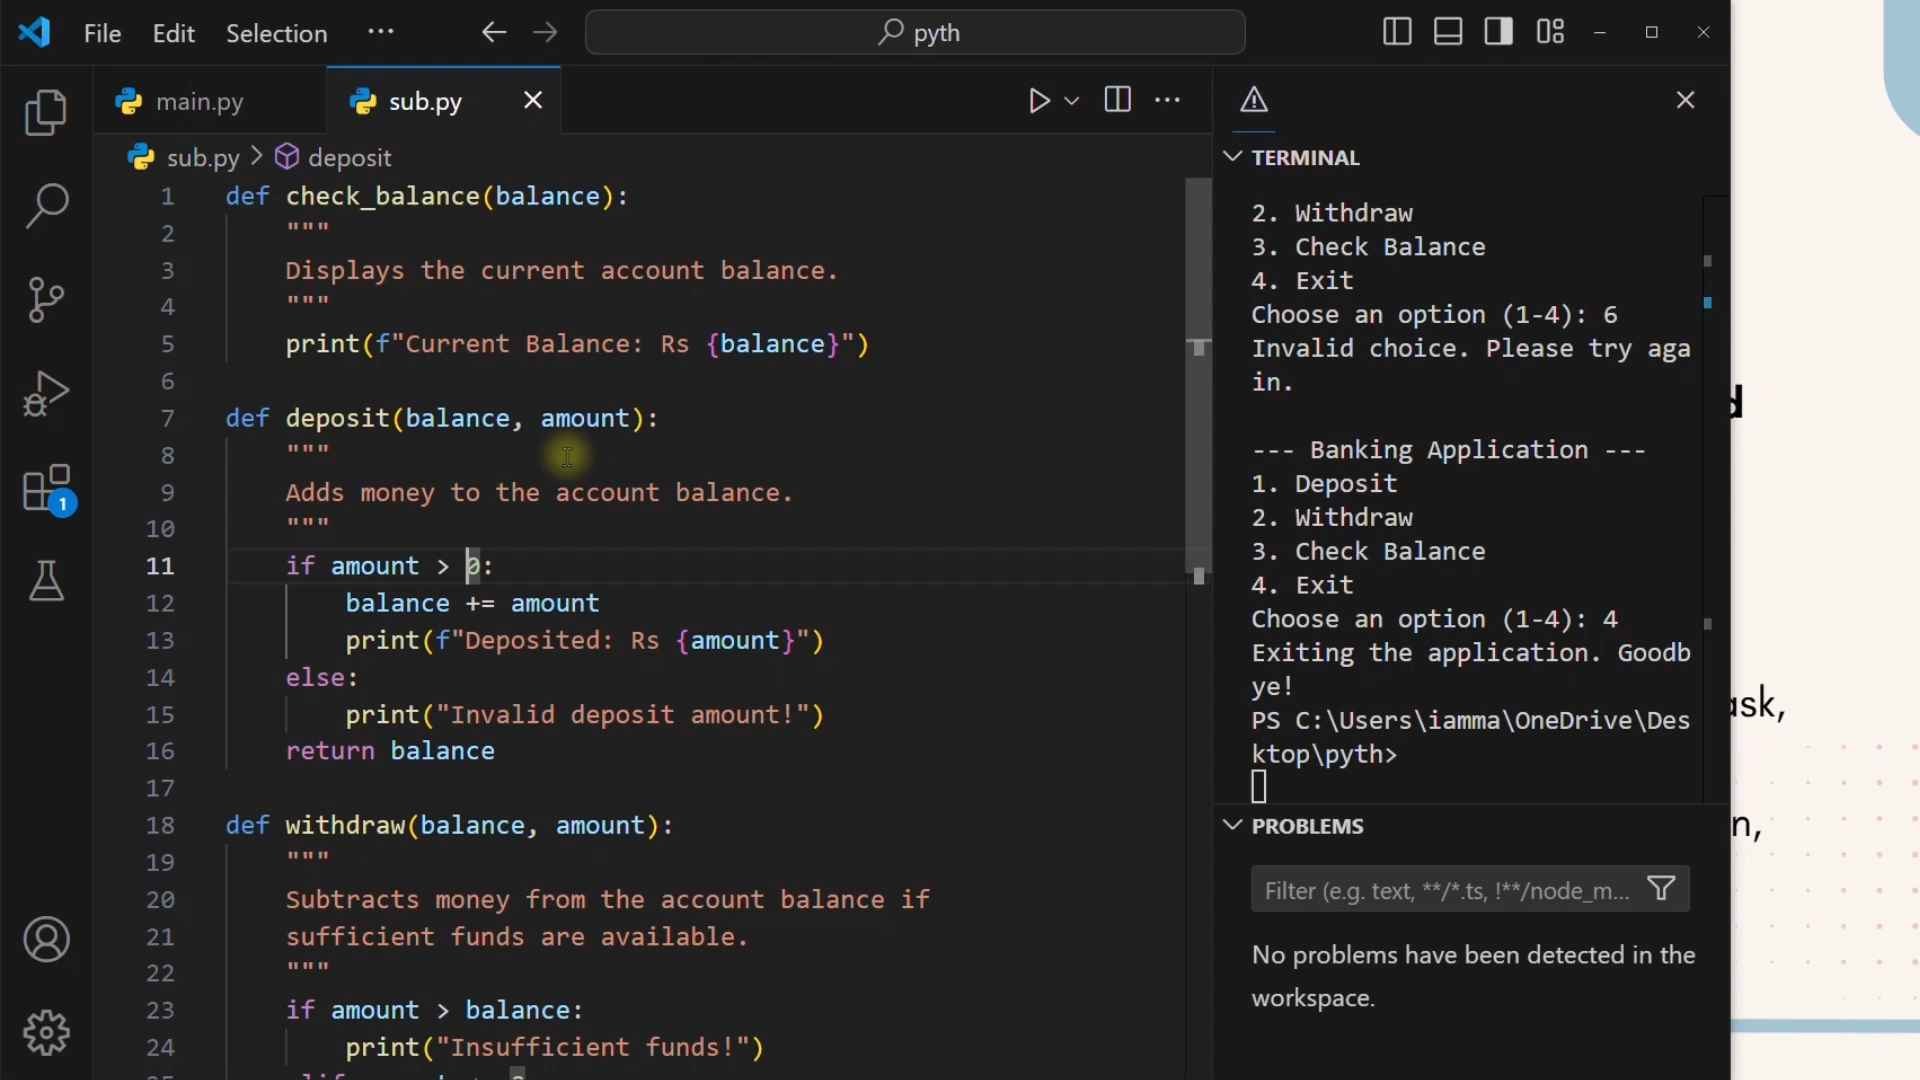 File Edit Selection ··· pyth
main.py sub.py
sub.py > deposit
1 def check_balance(balance):
2 """
3 Displays the current account balance.
4 """
5 print(f"Current Balance: Rs {balance}")
6
7 def deposit(balance, amount):
8 """
9 Adds money to the account balance.
10 """
11 if amount > 0:
12 balance += amount
13 print(f"Deposited: Rs {amount}")
14 else:
15 print("Invalid deposit amount!")
16 return balance
17
18 def withdraw(balance, amount):
19 """
20 Subtracts money from the account balance if
21 sufficient funds are available.
22 """
23 if amount > balance:
24 print("Insufficient funds!")
1
TERMINAL
2. Withdraw
3. Check Balance
4. Exit
Choose an option (1-4): 6
Invalid choice. Please try aga
in.
--- Banking Application ---
1. Deposit
2. Withdraw
3. Check Balance
4. Exit
Choose an option (1-4): 4
Exiting the application. Goodb
ye!
PS C:\Users\iamma\OneDrive\Des
ktop\pyth>
PROBLEMS
Filter (e.g. text, **/*.ts, !**/node_m...
No problems have been detected in the
workspace.
d
ask,
n,